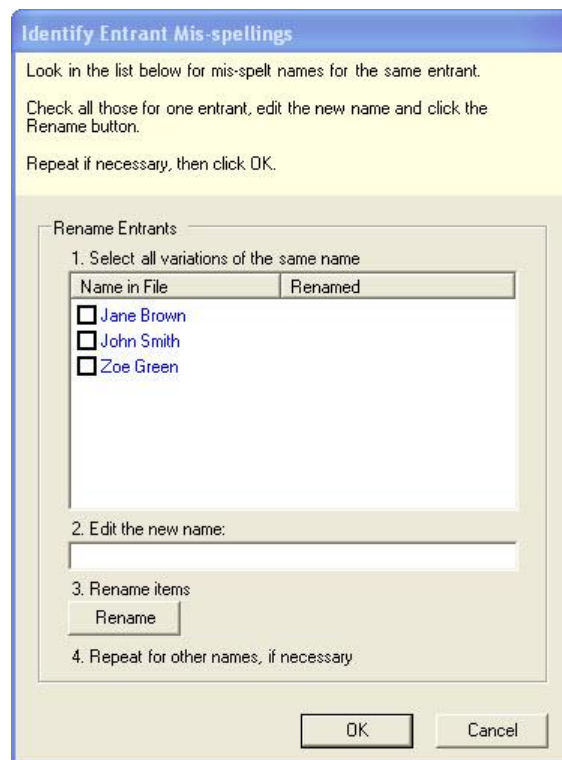 Identify Entrant Mis-spellings
Look in the list below for mis-spelt names for the same entrant.
Check all those for one entrant, edit the new name and click the
Rename button.
Repeat if necessary, then click OK.
Rename Entrants
1. Select all variations of the same name
Name in File Renamed
Jane Brown
John Smith
Zoe Green
2. Edit the new name:
3. Rename items
Rename
4. Repeat for other names, if necessary
OK Cancel